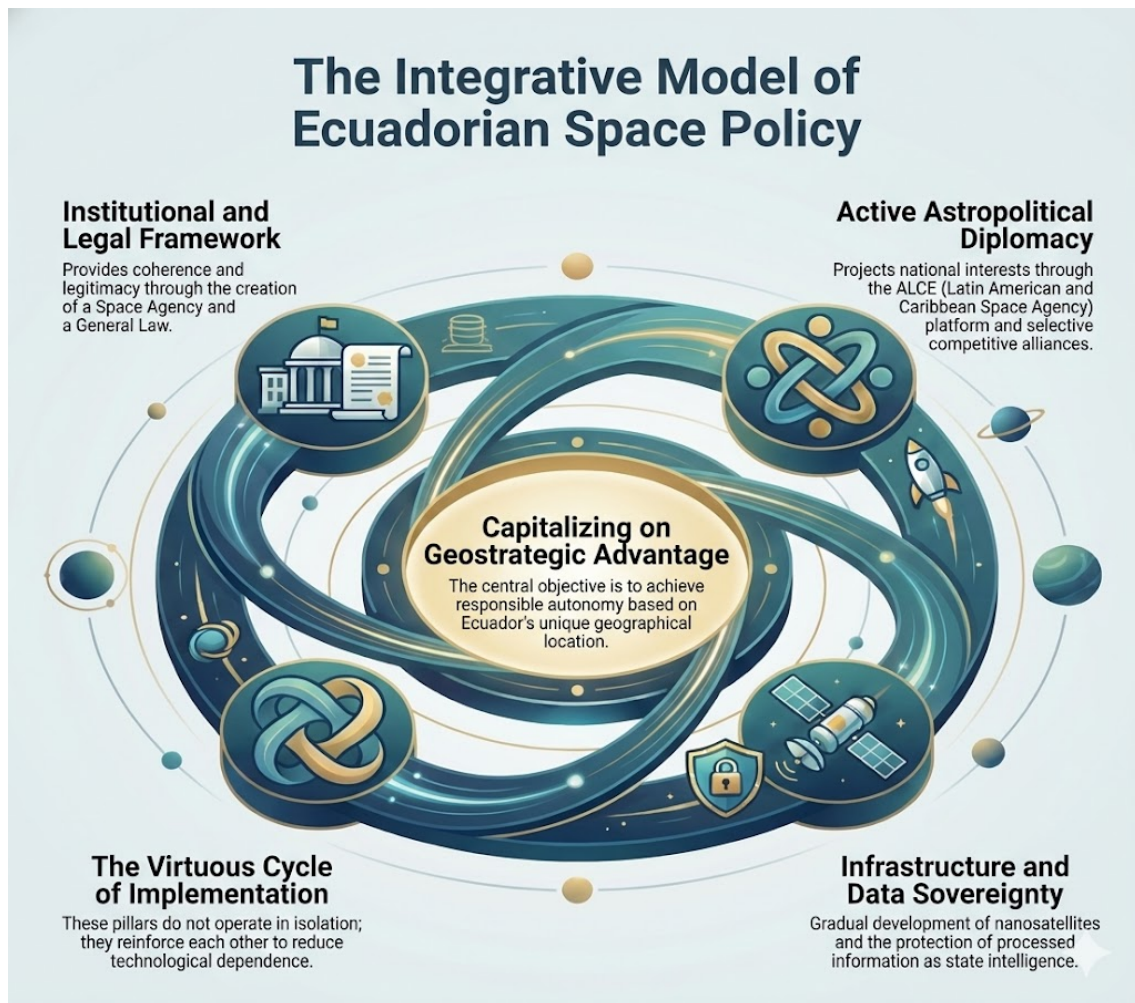 The Integrative Model of
Ecuadorian Space Policy
Institutional and
Legal Framework
Provides coherence and
legitimacy through the creation
of a Space Agency and
a General Law.
Active Astropolitical
Diplomacy
Projects national interests through
the ALCE (Latin American and
Caribbean Space Agency)
platform and selective
competitive alliances.
Capitalizing on
Geostrategic Advantage
The central objective is to achieve
responsible autonomy based on
Ecuador's unique geographical
location.
The Virtuous Cycle
of Implementation
These pillars do not operate in isolation;
they reinforce each other to reduce
technological dependence.
Infrastructure and
Data Sovereignty
Gradual development of nanosatellites
and the protection of processed
information as state intelligence.